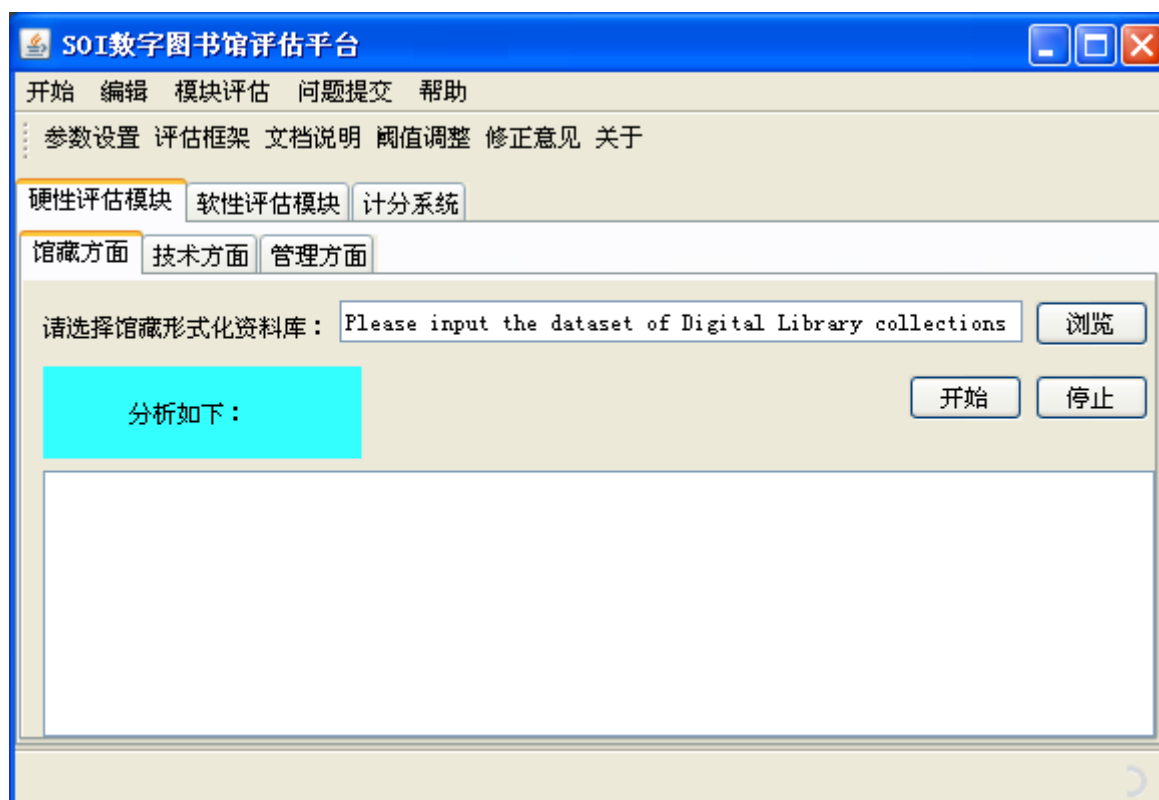 SOI数字图书馆评估平台
开始 编辑 模块评估 问题提交 帮助
参数设置 评估框架 文档说明 阈值调整 修正意见 关于
硬性评估模块 软性评估模块 计分系统
馆藏方面 技术方面 管理方面
请选择馆藏形式化资料库： Please input the dataset of Digital Library collections 浏览
分析如下： 开始 停止